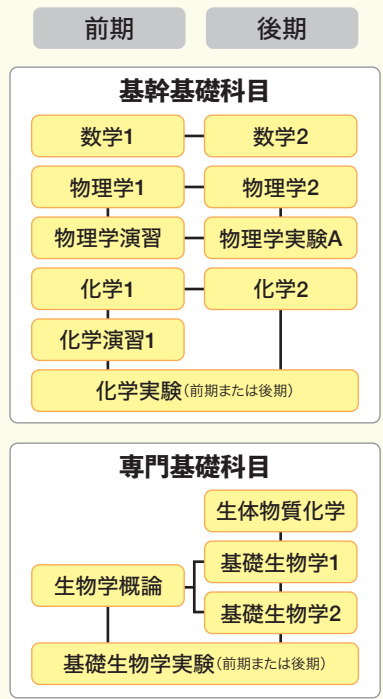 前期 後期
基幹基礎科目
数学1 数学2
物理学1 物理学2
物理学演習 物理学実験A
化学1 化学2
化学演習1
化学実験(前期または後期)
専門基礎科目
生体物質化学
基礎生物学1
生物学概論
基礎生物学2
基礎生物学実験(前期または後期)